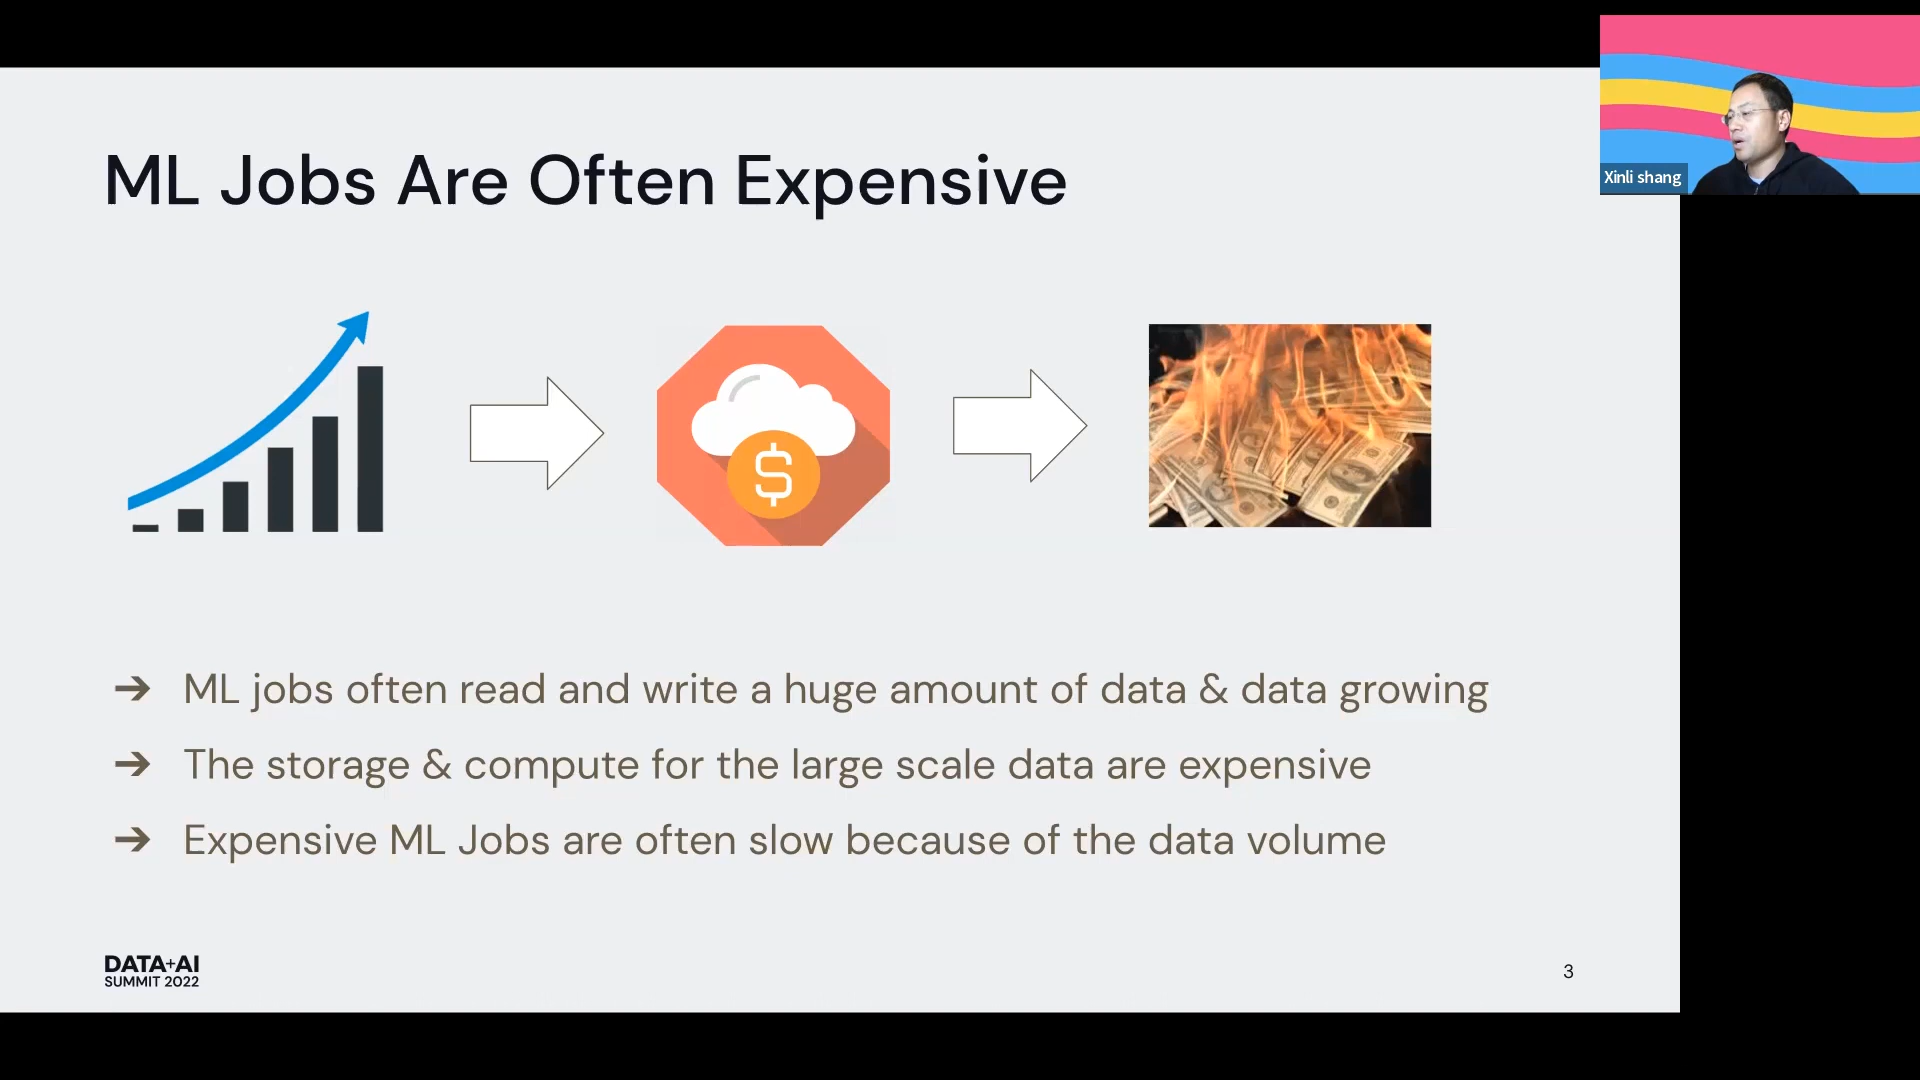 Xinli shang
ML Jobs Are Often Expensive
$
➔ ML jobs often read and write a huge amount of data & data growing
➔ The storage & compute for the large scale data are expensive
➔ Expensive ML Jobs are often slow because of the data volume
DATA+AI
SUMMIT 2022
3